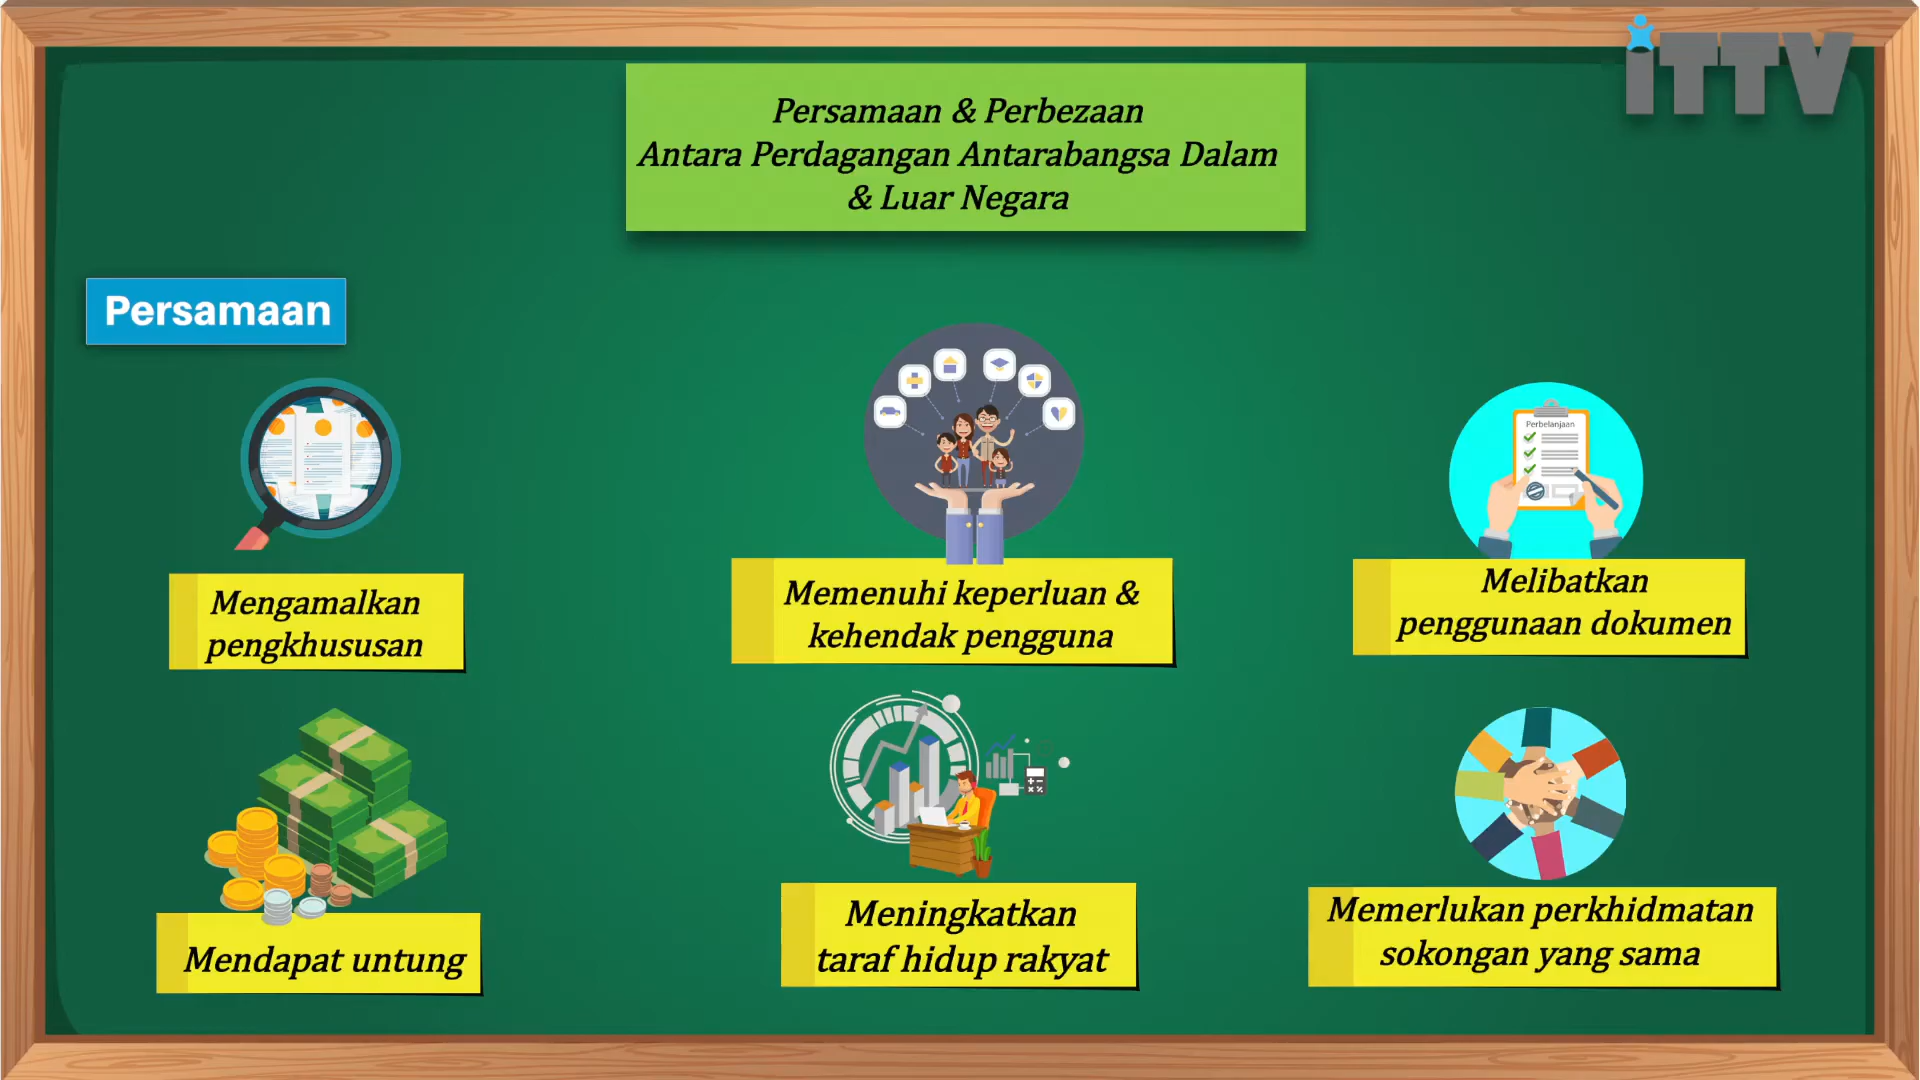 iTTV
Persamaan & Perbezaan
Antara Perdagangan Antarabangsa Dalam
& Luar Negara
Persamaan
Perbelanjaan
Mengamalkan
pengkhususan
Memenuhi keperluan &
kehendak pengguna
Melibatkan
penggunaan dokumen
Mendapat untung
Meningkatkan
taraf hidup rakyat
Memerlukan perkhidmatan
sokongan yang sama